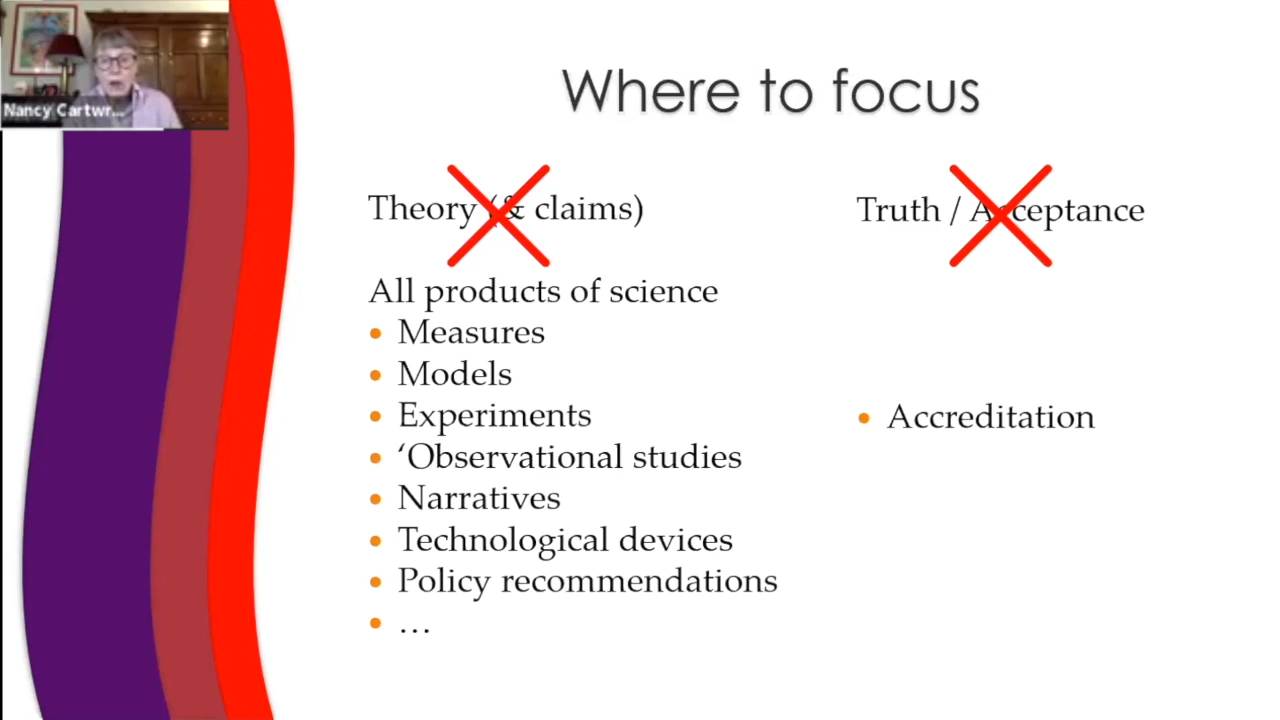 Nancy Cartwr...
Where to focus
Theory (& claims)
Truth / Acceptance
All products of science
• Measures
• Models
• Experiments
• ‘Observational studies
• Narratives
• Technological devices
• Policy recommendations
• …
• Accreditation